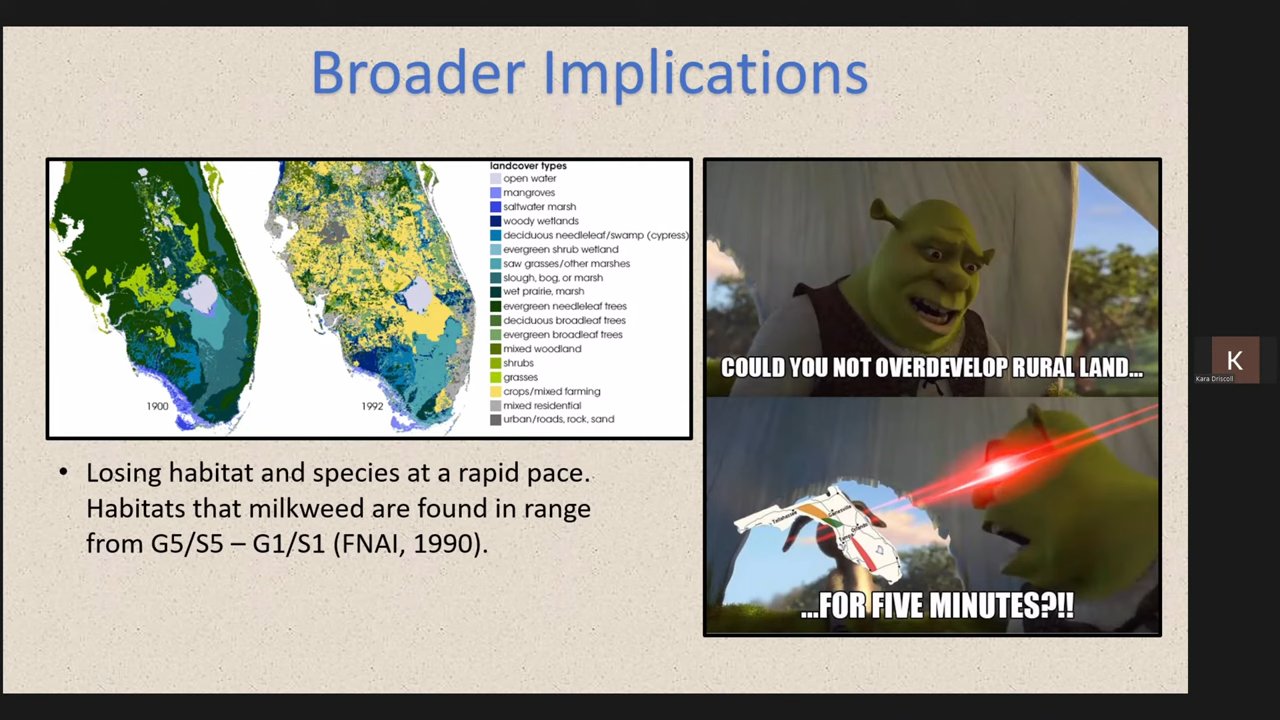 Broader Implications
landcover types
open water
mangroves
saltwater marsh
woody wetlands
deciduous needleleaf/swamp (cypress)
evergreen shrub wetland
saw grasses/other marshes
slough, bog, or marsh
wet prairie, marsh
evergreen needleleaf trees
deciduous broadleaf trees
evergreen broadleaf trees
mixed woodland
shrubs
grasses
crops/mixed farming
mixed residential
urban/roads, rock, sand
1900
1992
• Losing habitat and species at a rapid pace.
Habitats that milkweed are found in range
from G5/S5 – G1/S1 (FNAI, 1990).
COULD YOU NOT OVERDEVELOP RURAL LAND...
Tallahassee
Gainesville
Orlando
Tampa
...FOR FIVE MINUTES?!!
K
Kara Driscoll